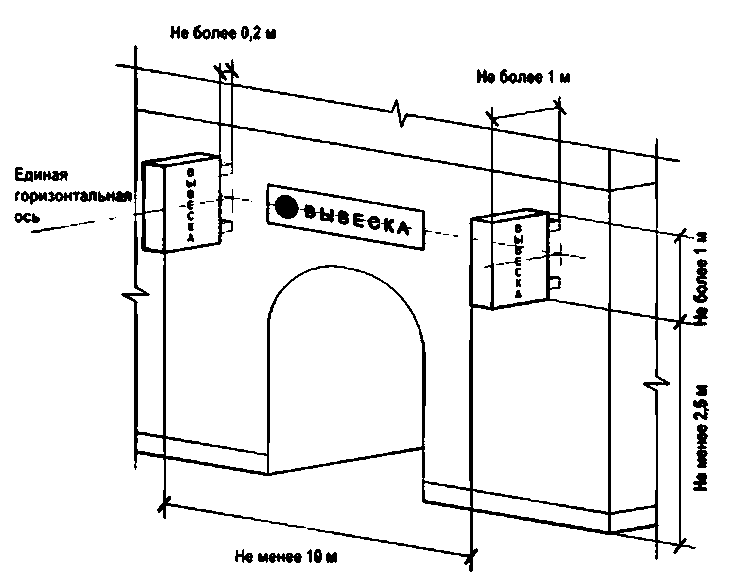 Не более 0,2 м
Не более 1 м
Единая
горизонтальная
ось
ВЫВЕСКА
ВЫВЕСКА
ВЫВЕСКА
Не более 1 м
Не менее 2,5 м
Не менее 10 м